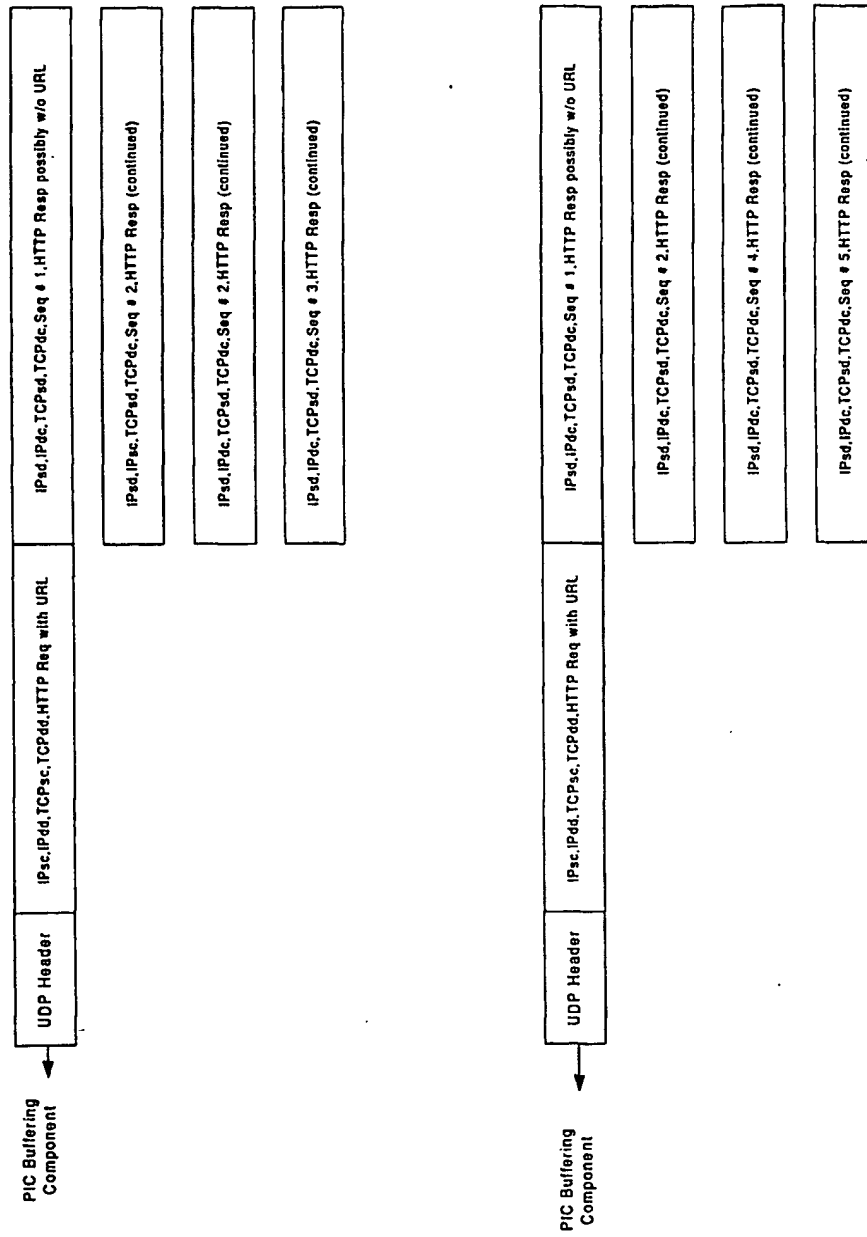 PIC Buffering
Component
UDP Header
IPsc,IPdd,TCPsc,TCPdd,HTTP Req with URL
IPsd,IPdc,TCPsd,TCPdc,Seq # 1,HTTP Resp possibly w/o URL
IPsd,IPsc,TCPsd,TCPdc,Seq # 2,HTTP Resp (continued)
IPsd,IPdc,TCPsd,TCPdc,Seq # 2,HTTP Resp (continued)
IPsd,IPdc,TCPsd,TCPdc,Seq # 3,HTTP Resp (continued)
PIC Buffering
Component
UDP Header
IPsc,IPdd,TCPsc,TCPdd,HTTP Req with URL
IPsd,IPdc,TCPsd,TCPdc,Seq # 1,HTTP Resp possibly w/o URL
IPsd,IPdc,TCPsd,TCPdc,Seq # 2,HTTP Resp (continued)
IPsd,IPdc,TCPsd,TCPdc,Seq # 4,HTTP Resp (continued)
IPsd,IPdc,TCPsd,TCPdc,Seq # 5,HTTP Resp (continued)